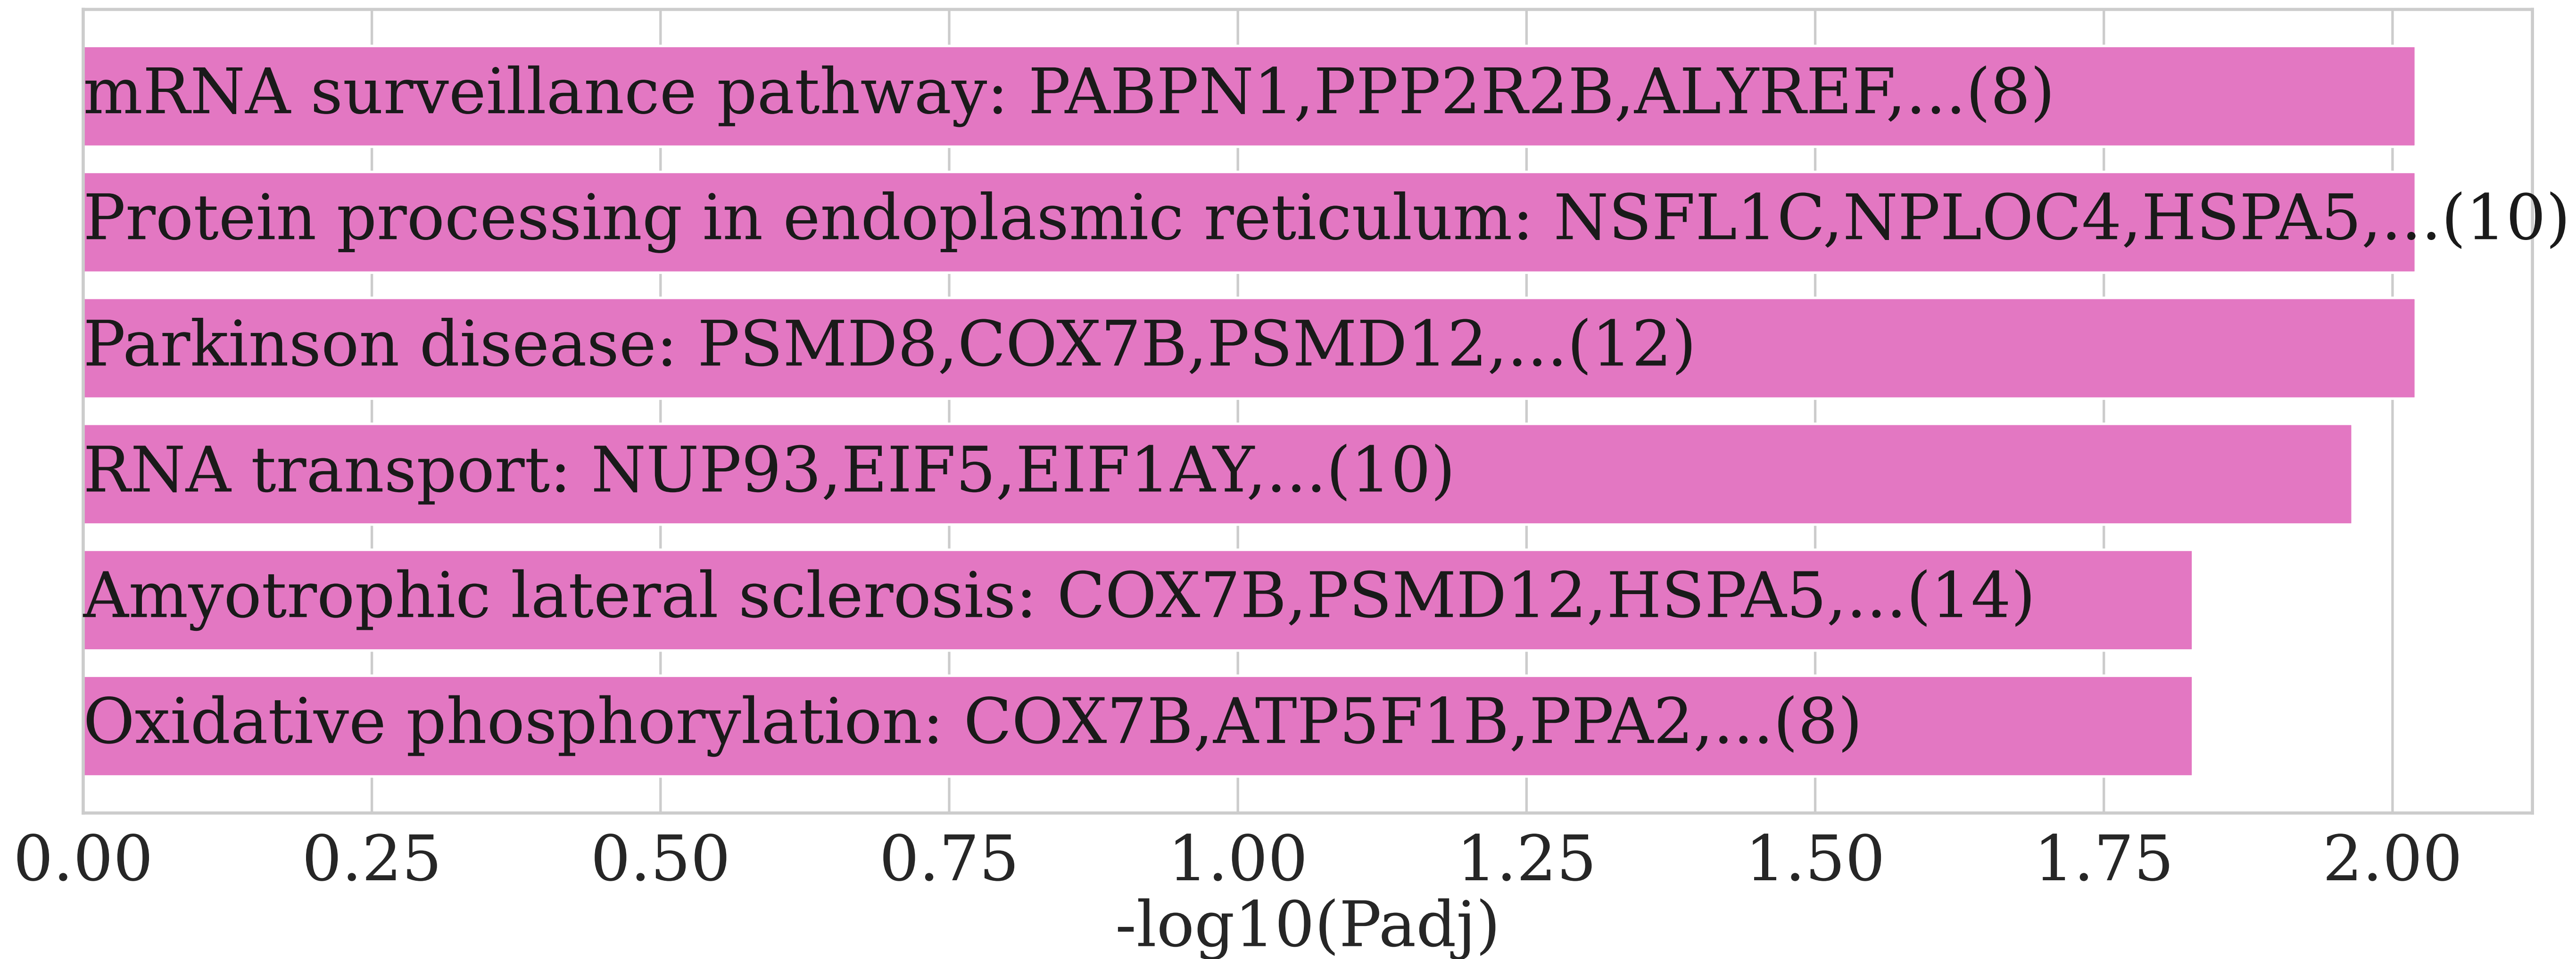 mRNA surveillance pathway: PABPN1,PPP2R2B,ALYREF,...(8)
Protein processing in endoplasmic reticulum: NSFL1C,NPLOC4,HSPA5,...(10)
Parkinson disease: PSMD8,COX7B,PSMD12,...(12)
RNA transport: NUP93,EIF5,EIF1AY,...(10)
Amyotrophic lateral sclerosis: COX7B,PSMD12,HSPA5,...(14)
Oxidative phosphorylation: COX7B,ATP5F1B,PPA2,...(8)
0.00 0.25 0.50 0.75 1.00 1.25 1.50 1.75 2.00
-log10(Padj)